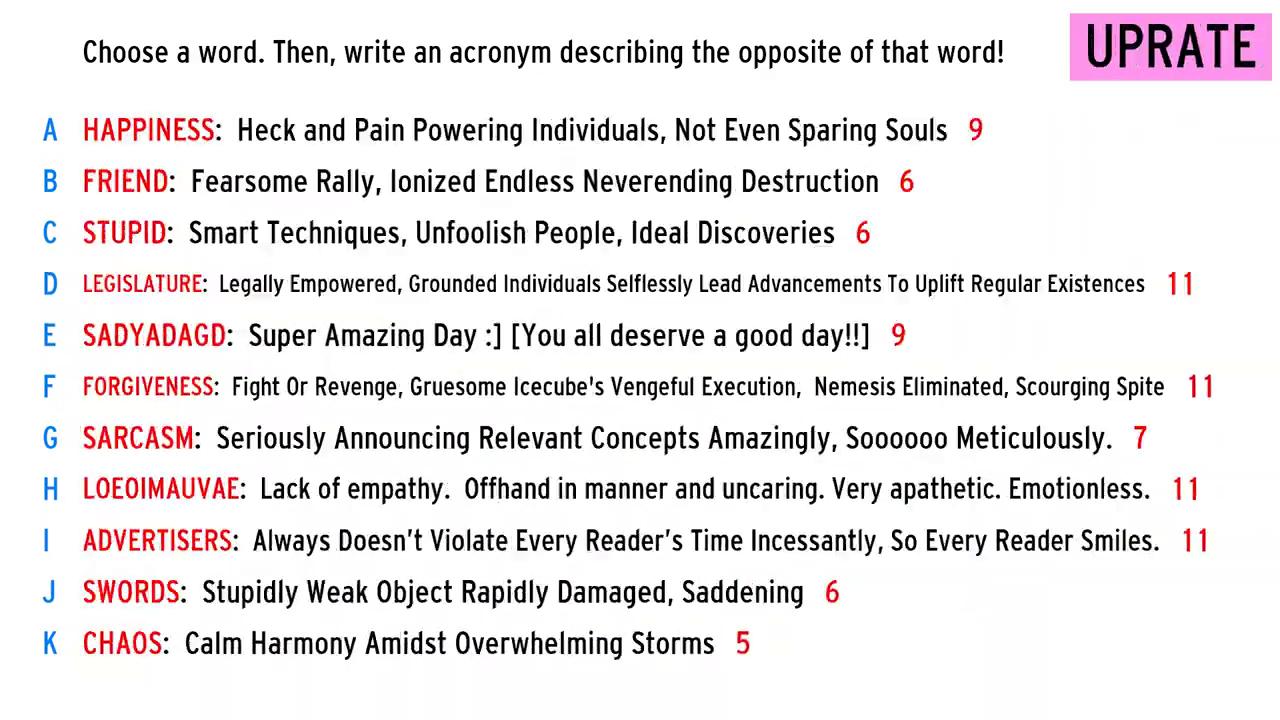 Choose a word. Then, write an acronym describing the opposite of that word!
UPRATE
A HAPPINESS: Heck and Pain Powering Individuals, Not Even Sparing Souls 9
B FRIEND: Fearsome Rally, Ionized Endless Neverending Destruction 6
C STUPID: Smart Techniques, Unfoolish People, Ideal Discoveries 6
D LEGISLATURE: Legally Empowered, Grounded Individuals Selflessly Lead Advancements To Uplift Regular Existences 11
E SADYADAGD: Super Amazing Day :] [You all deserve a good day!!] 9
F FORGIVENESS: Fight Or Revenge, Gruesome Icecube's Vengeful Execution, Nemesis Eliminated, Scourging Spite 11
G SARCASM: Seriously Announcing Relevant Concepts Amazingly, Soooooo Meticulously. 7
H LOEOIMAUVAE: Lack of empathy. Offhand in manner and uncaring. Very apathetic. Emotionless. 11
I ADVERTISERS: Always Doesn't Violate Every Reader's Time Incessantly, So Every Reader Smiles. 11
J SWORDS: Stupidly Weak Object Rapidly Damaged, Saddening 6
K CHAOS: Calm Harmony Amidst Overwhelming Storms 5